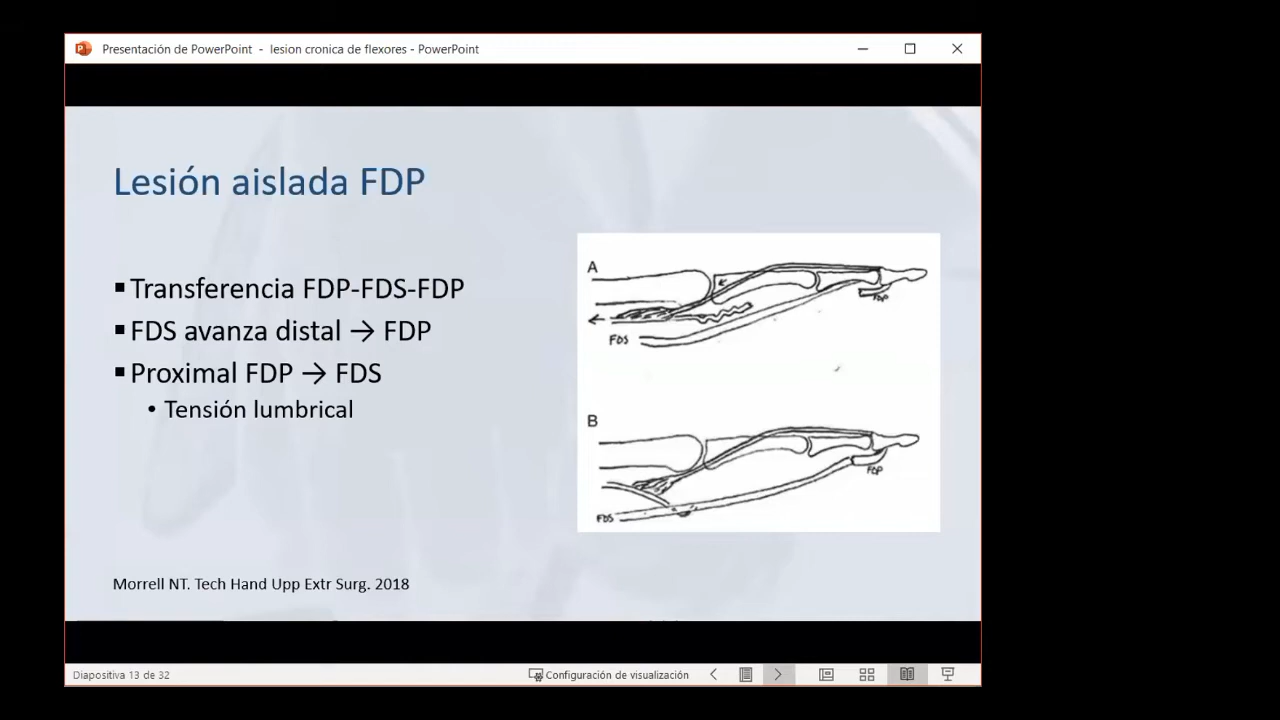 Presentación de PowerPoint - lesion cronica de flexores - PowerPoint
Lesión aislada FDP
▪ Transferencia FDP-FDS-FDP
▪ FDS avanza distal → FDP
▪ Proximal FDP → FDS
• Tensión lumbrical
A
FDP
FDS
B
FDP
FDS
Morrell NT. Tech Hand Upp Extr Surg. 2018
Diapositiva 13 de 32
Configuración de visualización